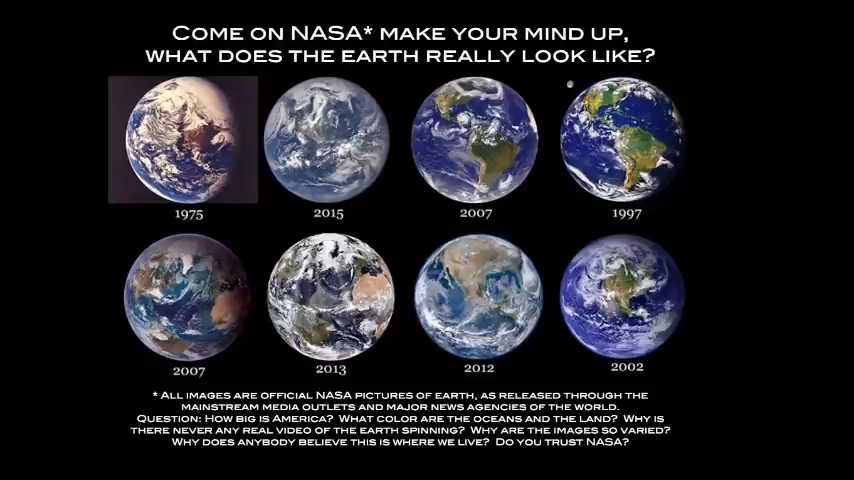 COME ON NASA* MAKE YOUR MIND UP,
WHAT DOES THE EARTH REALLY LOOK LIKE?
1975
2015
2007
1997
2007
2013
2012
2002
* ALL IMAGES ARE OFFICIAL NASA PICTURES OF EARTH, AS RELEASED THROUGH THE
MAINSTREAM MEDIA OUTLETS AND MAJOR NEWS AGENCIES OF THE WORLD.
QUESTION: HOW BIG IS AMERICA? WHAT COLOR ARE THE OCEANS AND THE LAND? WHY IS
THERE NEVER ANY REAL VIDEO OF THE EARTH SPINNING? WHY ARE THE IMAGES SO VARIED?
WHY DOES ANYBODY BELIEVE THIS IS WHERE WE LIVE? DO YOU TRUST NASA?